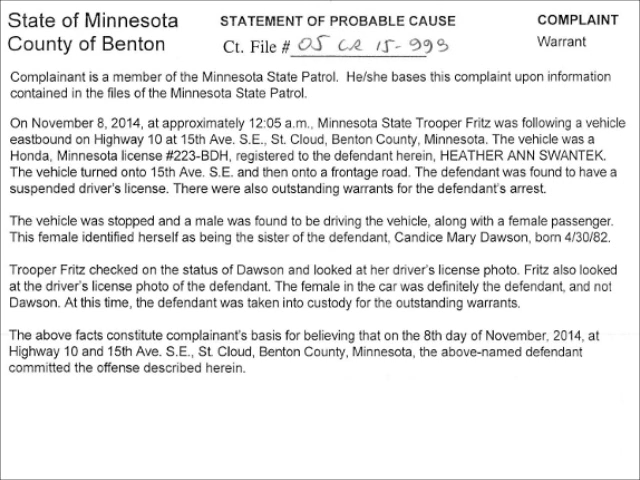 State of Minnesota
County of Benton
STATEMENT OF PROBABLE CAUSE
Ct. File # 05 CR 15-999
COMPLAINT
Warrant
Complainant is a member of the Minnesota State Patrol. He/she bases this complaint upon information
contained in the files of the Minnesota State Patrol.
On November 8, 2014, at approximately 12:05 a.m., Minnesota State Trooper Fritz was following a vehicle
eastbound on Highway 10 at 15th Ave. S.E., St. Cloud, Benton County, Minnesota. The vehicle was a
Honda, Minnesota license #223-BDH, registered to the defendant herein, HEATHER ANN SWANTEK.
The vehicle turned onto 15th Ave. S.E. and then onto a frontage road. The defendant was found to have a
suspended driver's license. There were also outstanding warrants for the defendant's arrest.
The vehicle was stopped and a male was found to be driving the vehicle, along with a female passenger.
This female identified herself as being the sister of the defendant, Candice Mary Dawson, born 4/30/82.
Trooper Fritz checked on the status of Dawson and looked at her driver's license photo. Fritz also looked
at the driver's license photo of the defendant. The female in the car was definitely the defendant, and not
Dawson. At this time, the defendant was taken into custody for the outstanding warrants.
The above facts constitute complainant's basis for believing that on the 8th day of November, 2014, at
Highway 10 and 15th Ave. S.E., St. Cloud, Benton County, Minnesota, the above-named defendant
committed the offense described herein.